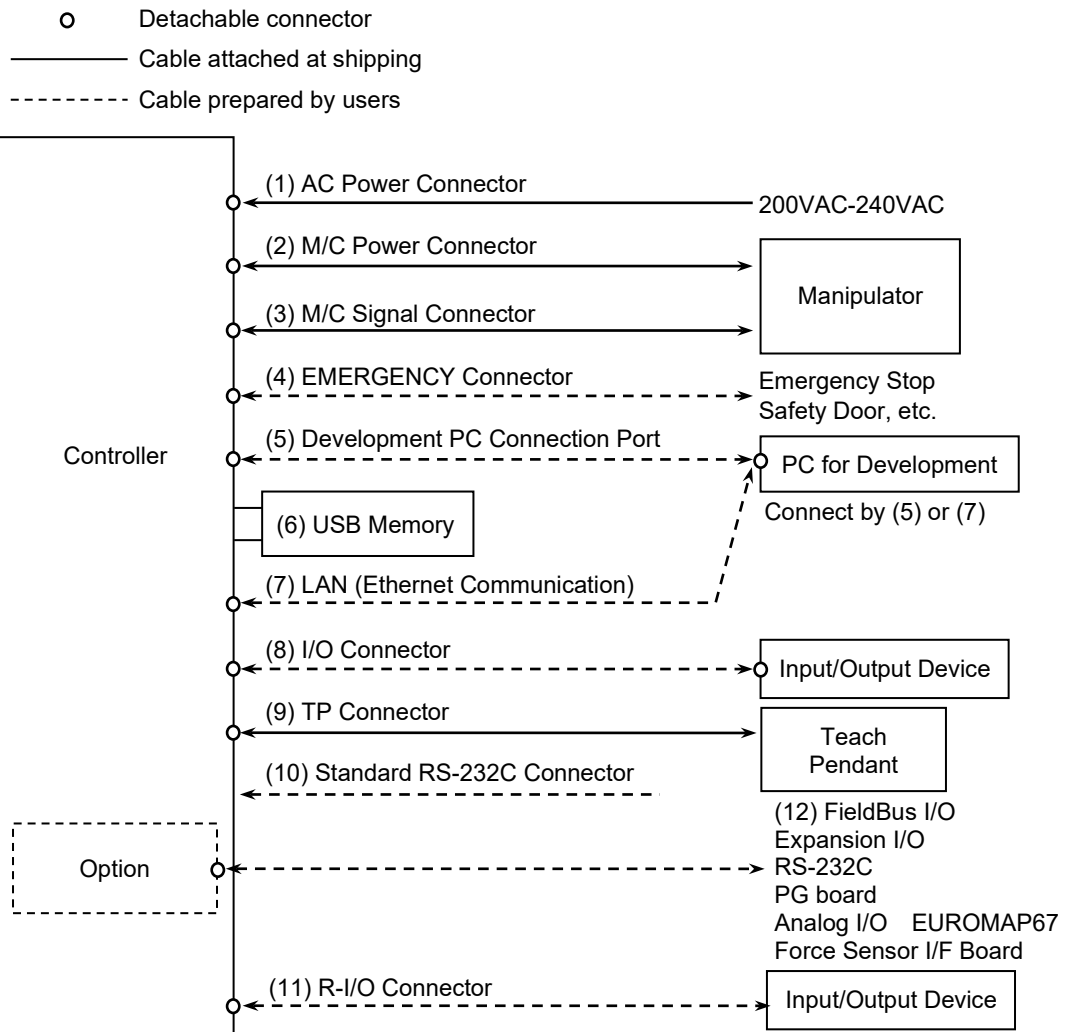 Detachable connector
Cable attached at shipping
Cable prepared by users
(1) AC Power Connector
200VAC-240VAC
(2) M/C Power Connector
Manipulator
(3) M/C Signal Connector
(4) EMERGENCY Connector
Emergency Stop
Safety Door, etc.
(5) Development PC Connection Port
Controller
PC for Development
Connect by (5) or (7)
(6) USB Memory
(7) LAN (Ethernet Communication)
(8) I/O Connector
Input/Output Device
(9) TP Connector
Teach
Pendant
(10) Standard RS-232C Connector
(12) FieldBus I/O
Expansion I/O
Option
RS-232C
PG board
Analog I/O EUROMAP67
Force Sensor I/F Board
(11) R-I/O Connector
Input/Output Device